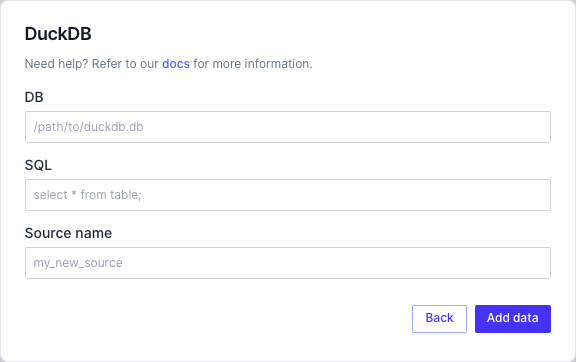 DuckDB
Need help? Refer to our docs for more information.
DB
/path/to/duckdb.db
SQL
select * from table;
Source name
my_new_source
Back Add data